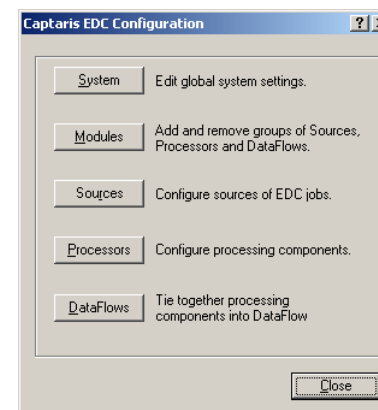 Captaris EDC Configuration
System
Edit global system settings.
Modules
Add and remove groups of Sources,
Processors and DataFlows.
Sources
Configure sources of EDC jobs.
Processors
Configure processing components.
DataFlows
Tie together processing
components into DataFlow
Close